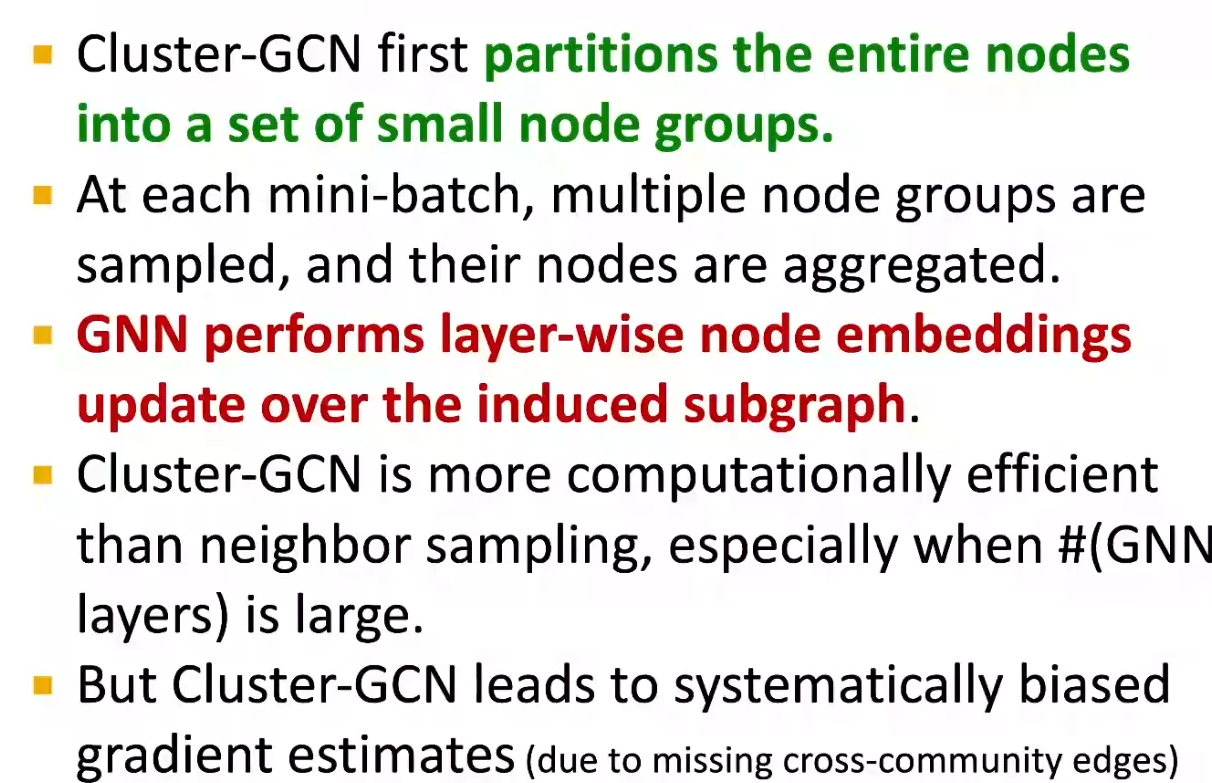 Cluster-GCN first partitions the entire nodes
into a set of small node groups.
At each mini-batch, multiple node groups are
sampled, and their nodes are aggregated.
GNN performs layer-wise node embeddings
update over the induced subgraph.
Cluster-GCN is more computationally efficient
than neighbor sampling, especially when #(GNN
layers) is large.
But Cluster-GCN leads to systematically biased
gradient estimates (due to missing cross-community edges)